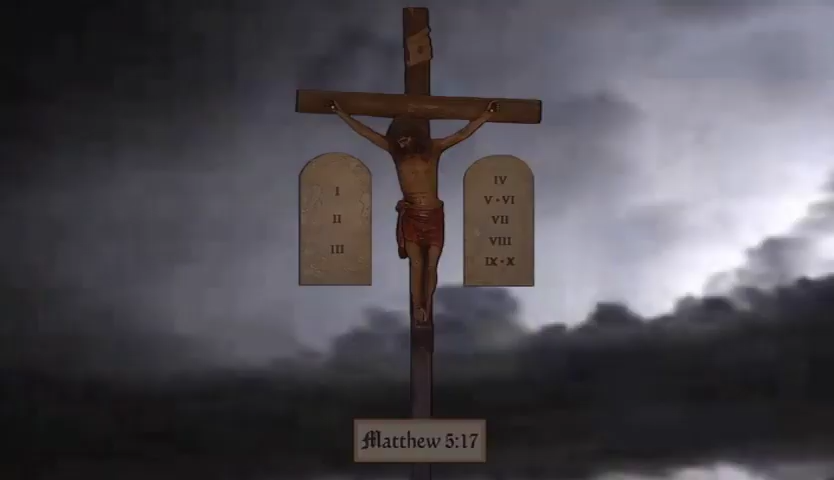 I
II
III
IV
V • VI
VII
VIII
IX • X
Matthew 5:17